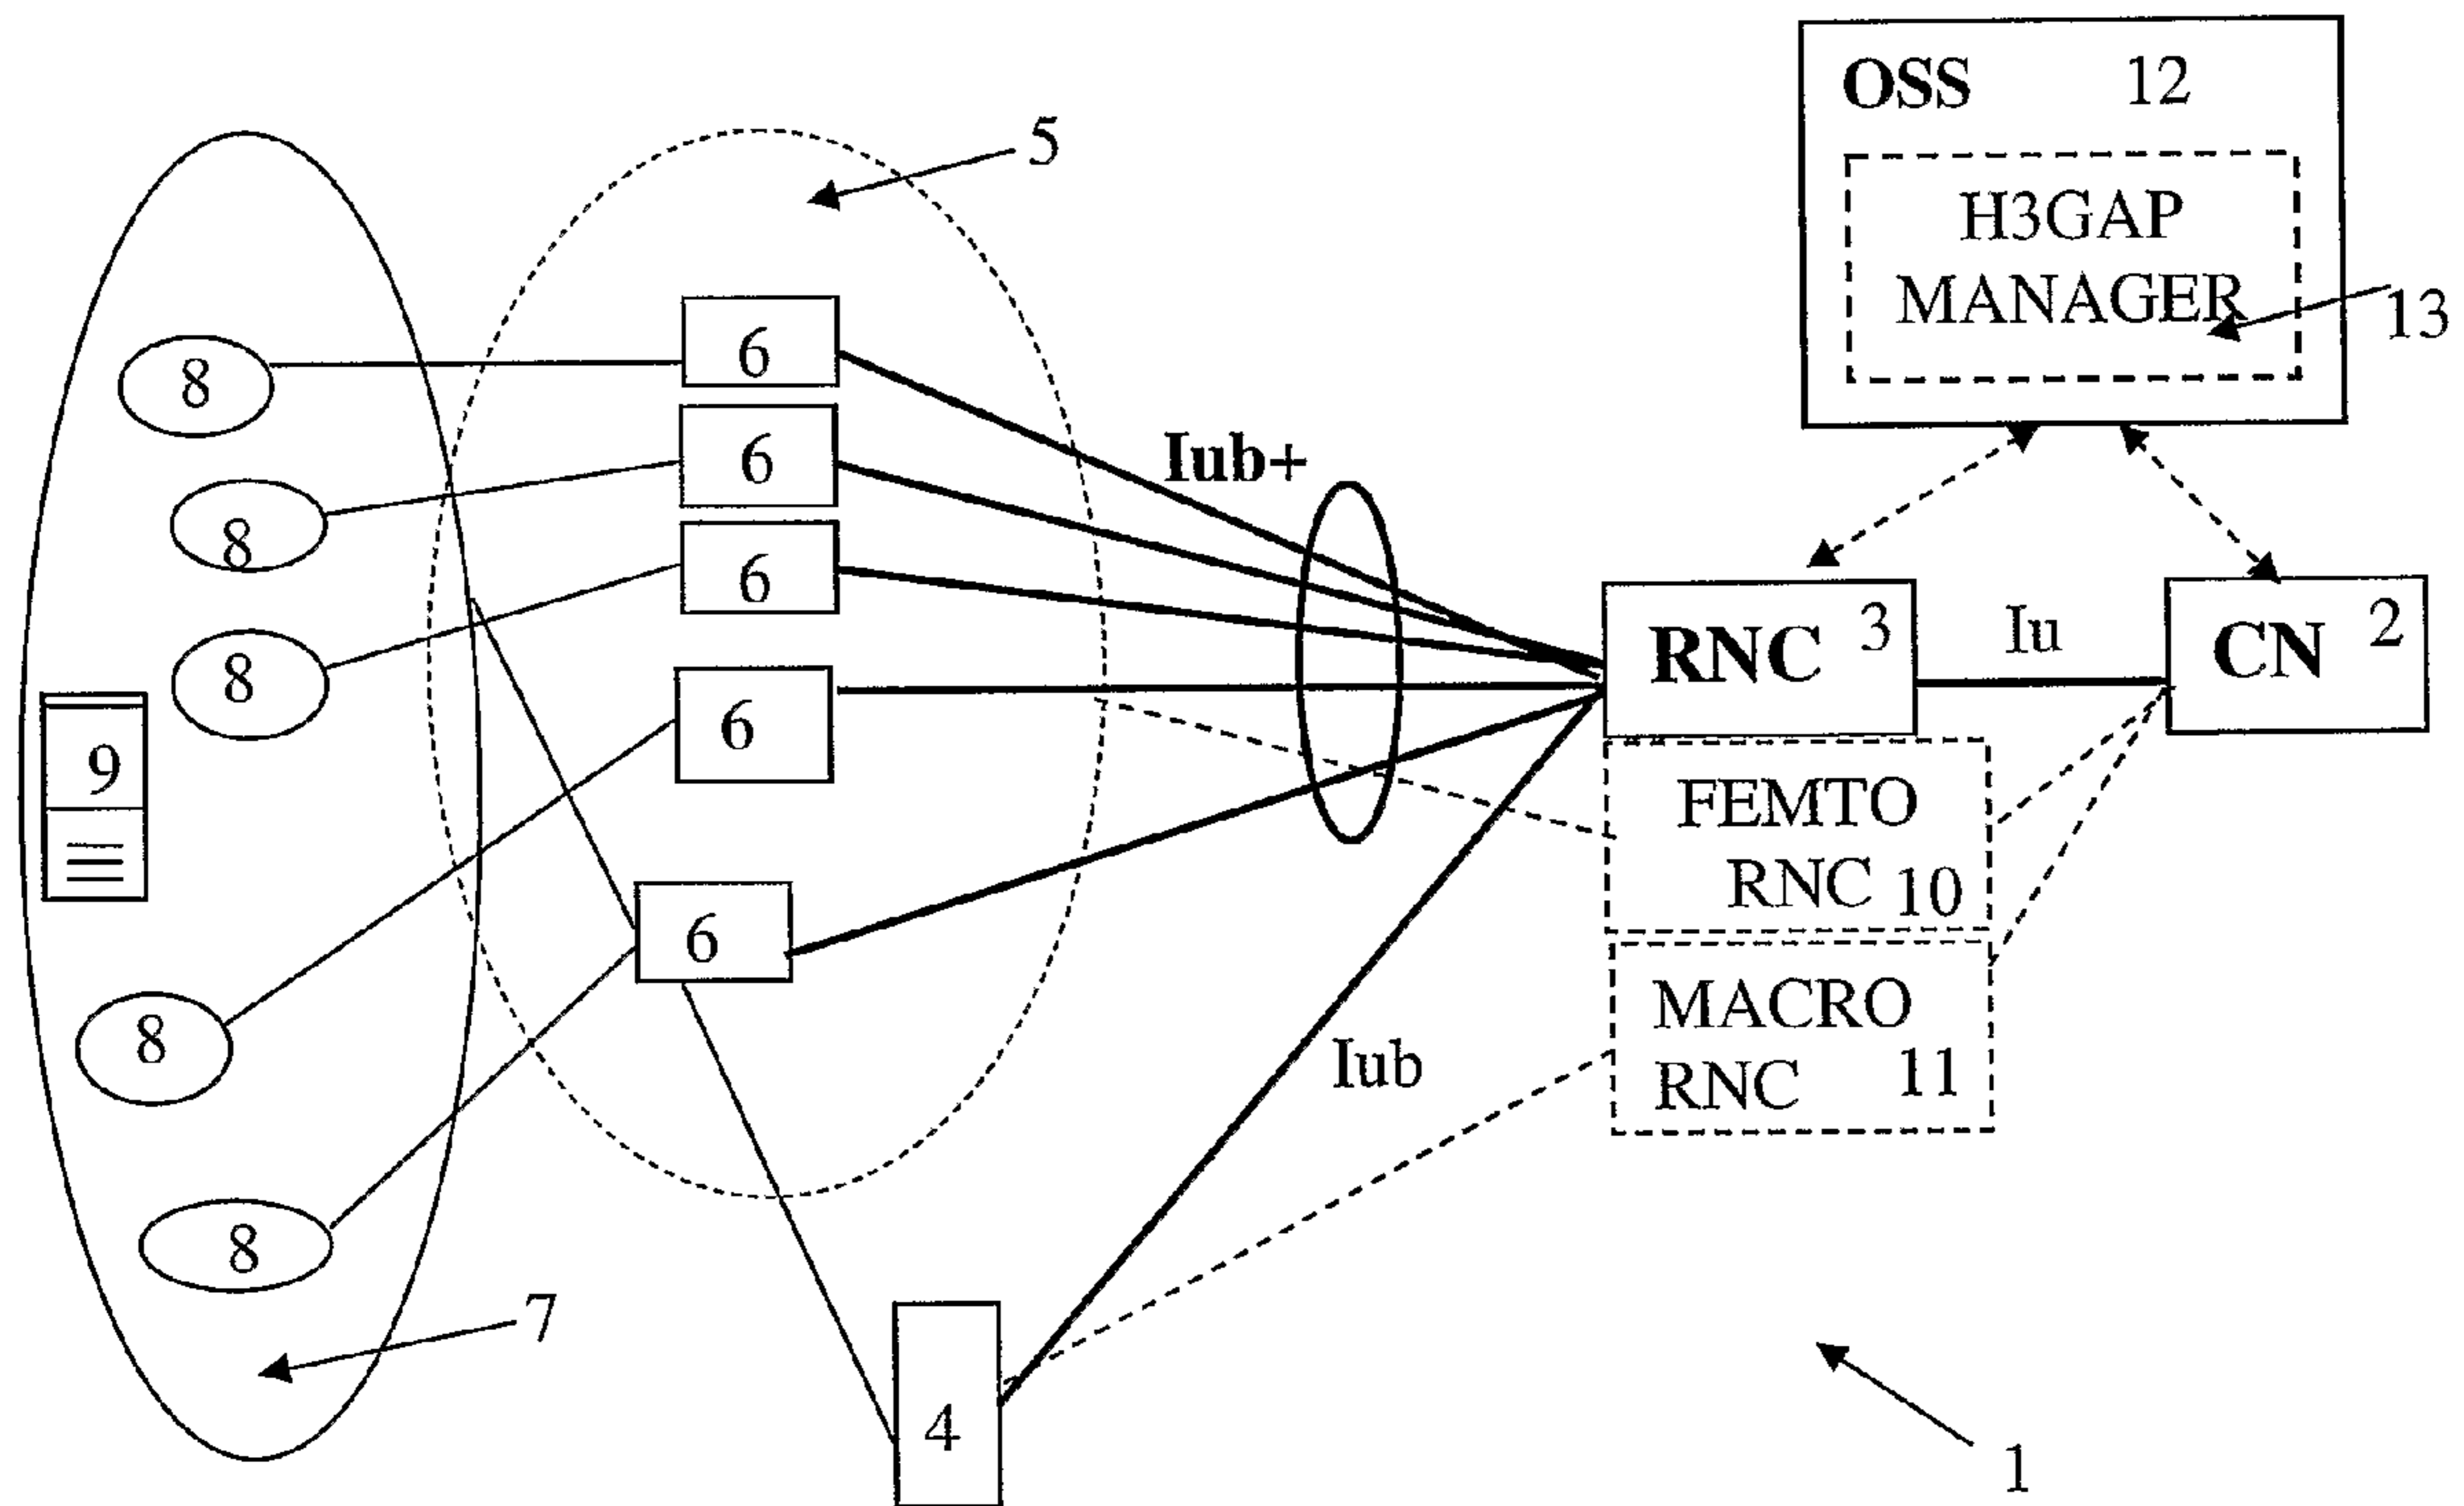 OSS 12
H3GAP
MANAGER
13
5
6
8
6
Iub+
8
6
8
RNC 3
Iu
CN 2
6
9
FEMTO
RNC 10
6
MACRO
RNC 11
8
Iub
8
7
4
1